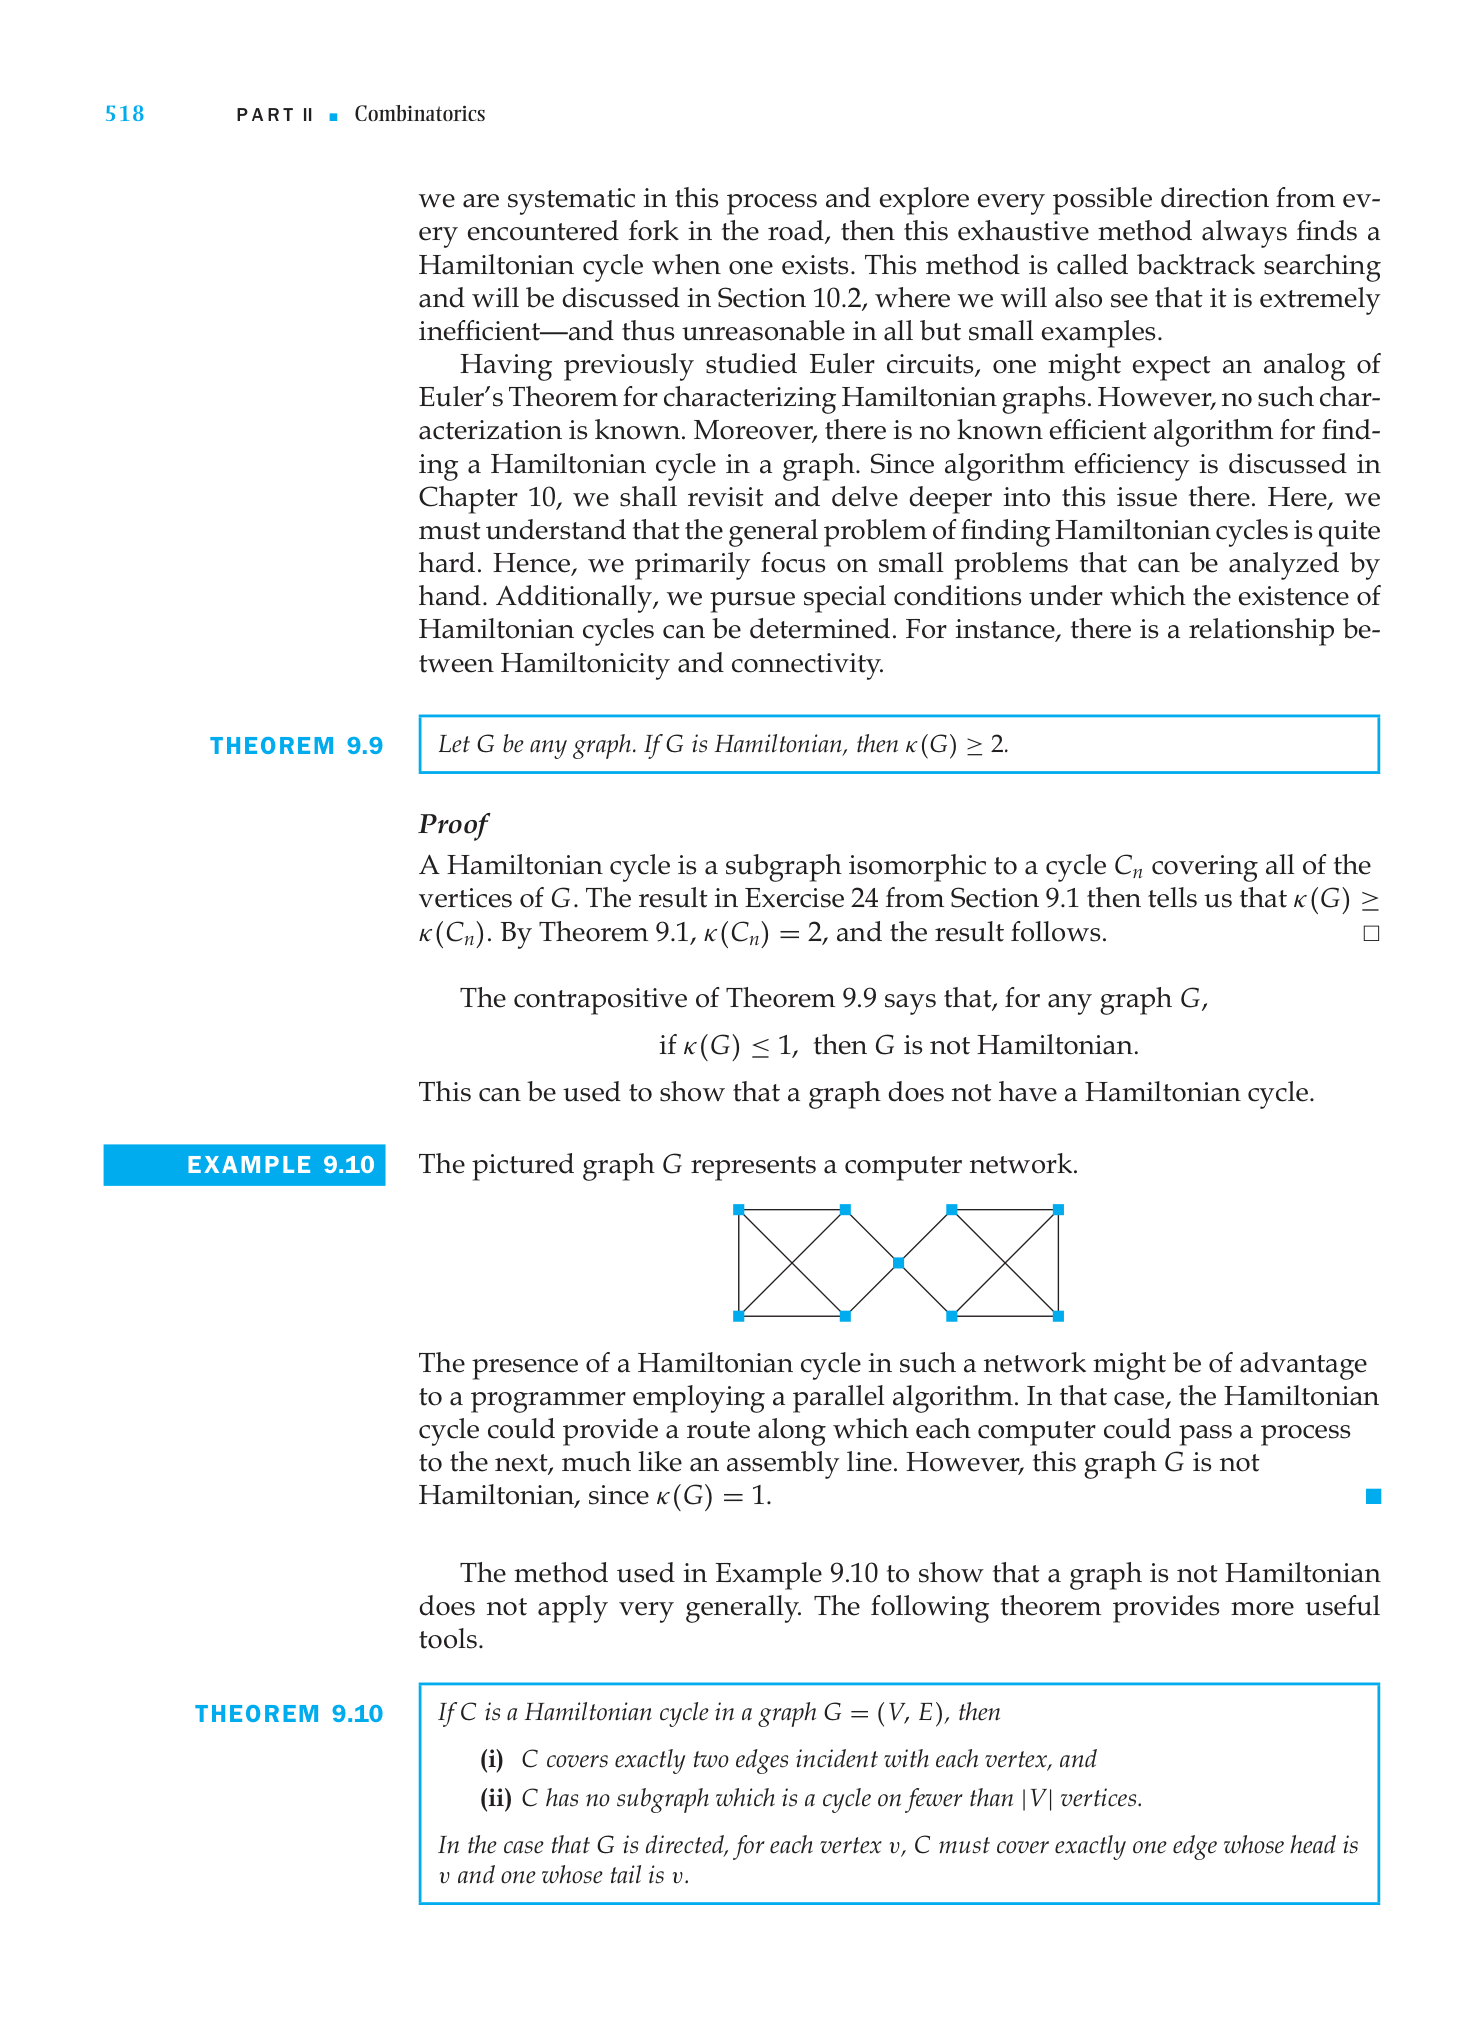 518 PART II ■ Combinatorics
we are systematic in this process and explore every possible direction from ev-
ery encountered fork in the road, then this exhaustive method always finds a
Hamiltonian cycle when one exists. This method is called backtrack searching
and will be discussed in Section 10.2, where we will also see that it is extremely
inefficient—and thus unreasonable in all but small examples.
Having previously studied Euler circuits, one might expect an analog of
Euler's Theorem for characterizing Hamiltonian graphs. However, no such char-
acterization is known. Moreover, there is no known efficient algorithm for find-
ing a Hamiltonian cycle in a graph. Since algorithm efficiency is discussed in
Chapter 10, we shall revisit and delve deeper into this issue there. Here, we
must understand that the general problem of finding Hamiltonian cycles is quite
hard. Hence, we primarily focus on small problems that can be analyzed by
hand. Additionally, we pursue special conditions under which the existence of
Hamiltonian cycles can be determined. For instance, there is a relationship be-
tween Hamiltonicity and connectivity.
THEOREM 9.9 Let G be any graph. If G is Hamiltonian, then κ(G) ≥ 2.
Proof
A Hamiltonian cycle is a subgraph isomorphic to a cycle Cₙ covering all of the
vertices of G. The result in Exercise 24 from Section 9.1 then tells us that κ(G) ≥
κ(Cₙ). By Theorem 9.1, κ(Cₙ) = 2, and the result follows. □
The contrapositive of Theorem 9.9 says that, for any graph G,
if κ(G) ≤ 1, then G is not Hamiltonian.
This can be used to show that a graph does not have a Hamiltonian cycle.
EXAMPLE 9.10 The pictured graph G represents a computer network.
The presence of a Hamiltonian cycle in such a network might be of advantage
to a programmer employing a parallel algorithm. In that case, the Hamiltonian
cycle could provide a route along which each computer could pass a process
to the next, much like an assembly line. However, this graph G is not
Hamiltonian, since κ(G) = 1. ■
The method used in Example 9.10 to show that a graph is not Hamiltonian
does not apply very generally. The following theorem provides more useful
tools.
THEOREM 9.10 If C is a Hamiltonian cycle in a graph G = (V, E), then
(i) C covers exactly two edges incident with each vertex, and
(ii) C has no subgraph which is a cycle on fewer than |V| vertices.
In the case that G is directed, for each vertex υ, C must cover exactly one edge whose head is
υ and one whose tail is υ.